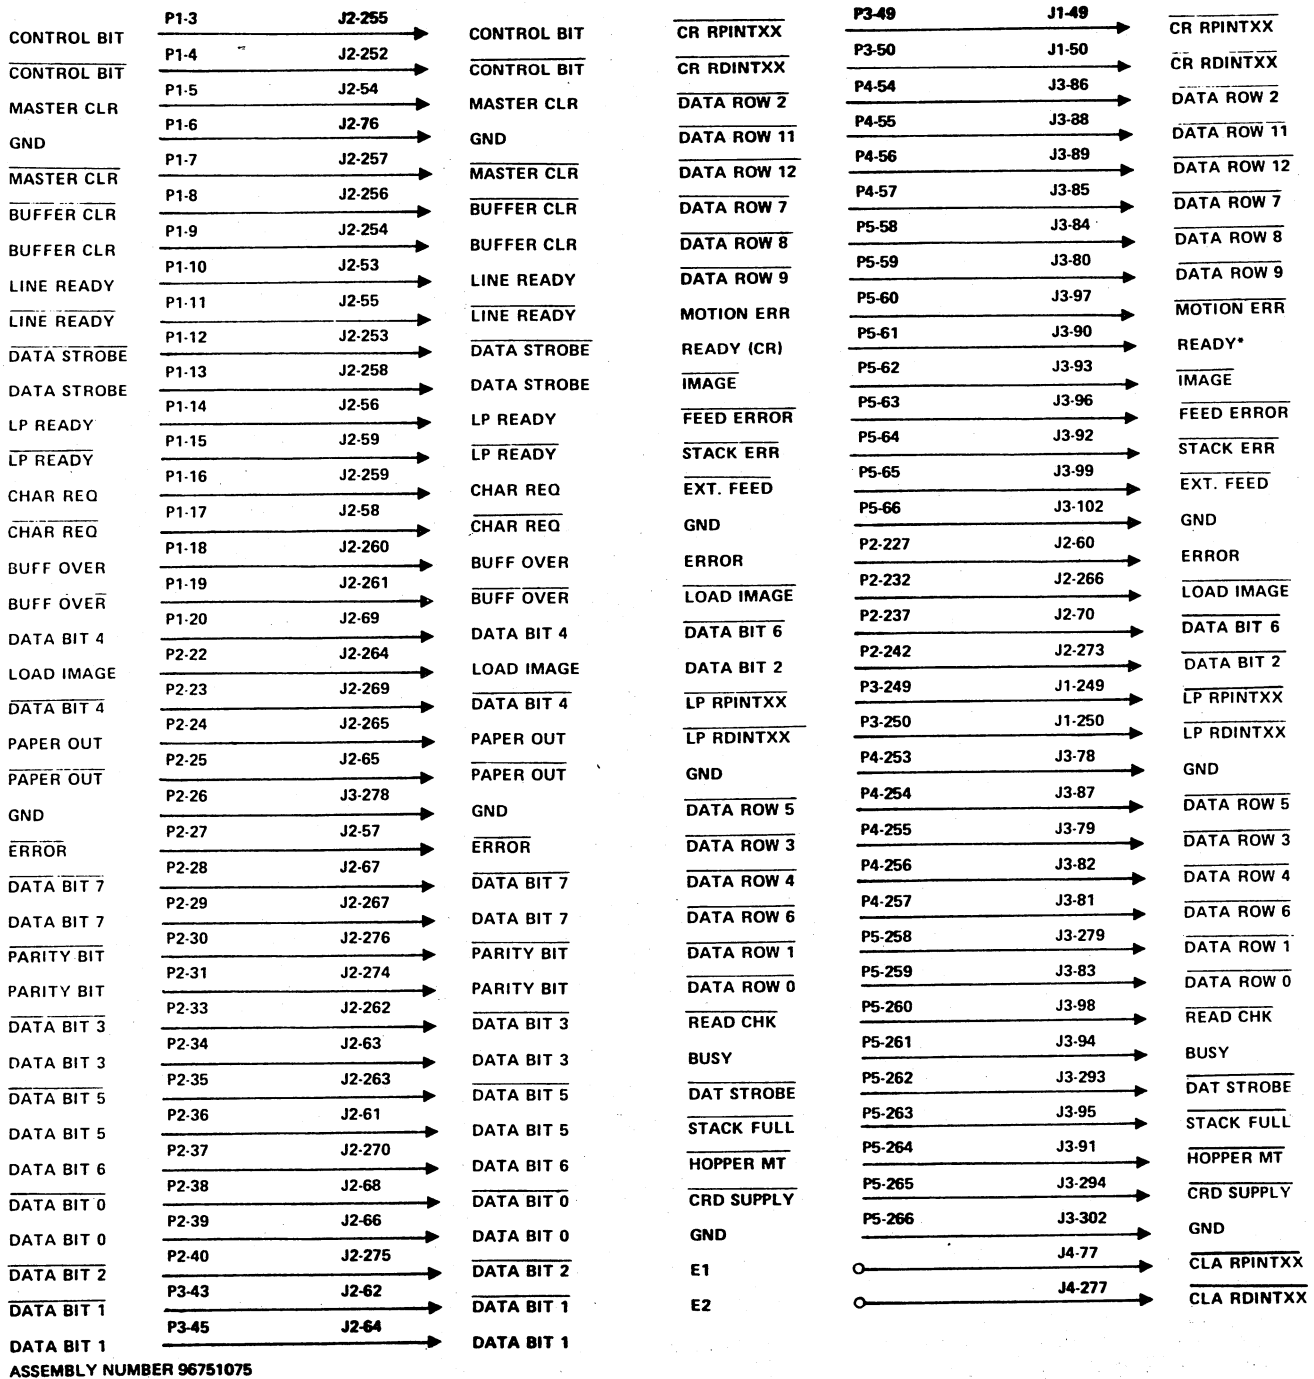 CONTROL BIT P1-3 J2-255 CONTROL BIT
CONTROL BIT P1-4 J2-252 CONTROL BIT
MASTER CLR P1-5 J2-54 MASTER CLR
GND P1-6 J2-76 GND
MASTER CLR P1-7 J2-257 MASTER CLR
BUFFER CLR P1-8 J2-256 BUFFER CLR
BUFFER CLR P1-9 J2-254 BUFFER CLR
LINE READY P1-10 J2-53 LINE READY
LINE READY P1-11 J2-55 LINE READY
DATA STROBE P1-12 J2-253 DATA STROBE
DATA STROBE P1-13 J2-258 DATA STROBE
LP READY P1-14 J2-56 LP READY
LP READY P1-15 J2-59 LP READY
CHAR REQ P1-16 J2-259 CHAR REQ
CHAR REQ P1-17 J2-58 CHAR REQ
BUFF OVER P1-18 J2-260 BUFF OVER
BUFF OVER P1-19 J2-261 BUFF OVER
DATA BIT 4 P1-20 J2-69 DATA BIT 4
LOAD IMAGE P2-22 J2-264 LOAD IMAGE
DATA BIT 4 P2-23 J2-269 DATA BIT 4
PAPER OUT P2-24 J2-265 PAPER OUT
PAPER OUT P2-25 J2-65 PAPER OUT
GND P2-26 J3-278 GND
ERROR P2-27 J2-57 ERROR
DATA BIT 7 P2-28 J2-67 DATA BIT 7
DATA BIT 7 P2-29 J2-267 DATA BIT 7
PARITY BIT P2-30 J2-276 PARITY BIT
PARITY BIT P2-31 J2-274 PARITY BIT
DATA BIT 3 P2-33 J2-262 DATA BIT 3
DATA BIT 3 P2-34 J2-63 DATA BIT 3
DATA BIT 5 P2-35 J2-263 DATA BIT 5
DATA BIT 5 P2-36 J2-61 DATA BIT 5
DATA BIT 6 P2-37 J2-270 DATA BIT 6
DATA BIT 0 P2-38 J2-68 DATA BIT 0
DATA BIT 0 P2-39 J2-66 DATA BIT 0
DATA BIT 2 P2-40 J2-275 DATA BIT 2
DATA BIT 1 P3-43 J2-62 DATA BIT 1
DATA BIT 1 P3-45 J2-64 DATA BIT 1
ASSEMBLY NUMBER 96751075
CR RPINTXX P3-49 J1-49 CR RPINTXX
CR RDINTXX P3-50 J1-50 CR RDINTXX
DATA ROW 2 P4-54 J3-86 DATA ROW 2
DATA ROW 11 P4-55 J3-88 DATA ROW 11
DATA ROW 12 P4-56 J3-89 DATA ROW 12
DATA ROW 7 P4-57 J3-85 DATA ROW 7
DATA ROW 8 P5-58 J3-84 DATA ROW 8
DATA ROW 9 P5-59 J3-80 DATA ROW 9
MOTION ERR P5-60 J3-97 MOTION ERR
READY (CR) P5-61 J3-90 READY*
IMAGE P5-62 J3-93 IMAGE
FEED ERROR P5-63 J3-96 FEED ERROR
STACK ERR P5-64 J3-92 STACK ERR
EXT. FEED P5-65 J3-99 EXT. FEED
GND P5-66 J3-102 GND
ERROR P2-227 J2-60 ERROR
LOAD IMAGE P2-232 J2-266 LOAD IMAGE
DATA BIT 6 P2-237 J2-70 DATA BIT 6
DATA BIT 2 P2-242 J2-273 DATA BIT 2
LP RPINTXX P3-249 J1-249 LP RPINTXX
LP RDINTXX P3-250 J1-250 LP RDINTXX
GND P4-253 J3-78 GND
DATA ROW 5 P4-254 J3-87 DATA ROW 5
DATA ROW 3 P4-255 J3-79 DATA ROW 3
DATA ROW 4 P4-256 J3-82 DATA ROW 4
DATA ROW 6 P4-257 J3-81 DATA ROW 6
DATA ROW 1 P5-258 J3-279 DATA ROW 1
DATA ROW 0 P5-259 J3-83 DATA ROW 0
READ CHK P5-260 J3-98 READ CHK
BUSY P5-261 J3-94 BUSY
DAT STROBE P5-262 J3-293 DAT STROBE
STACK FULL P5-263 J3-95 STACK FULL
HOPPER MT P5-264 J3-91 HOPPER MT
CRD SUPPLY P5-265 J3-294 CRD SUPPLY
GND P5-266 J3-302 GND
E1 J4-77 CLA RPINTXX
E2 J4-277 CLA RDINTXX